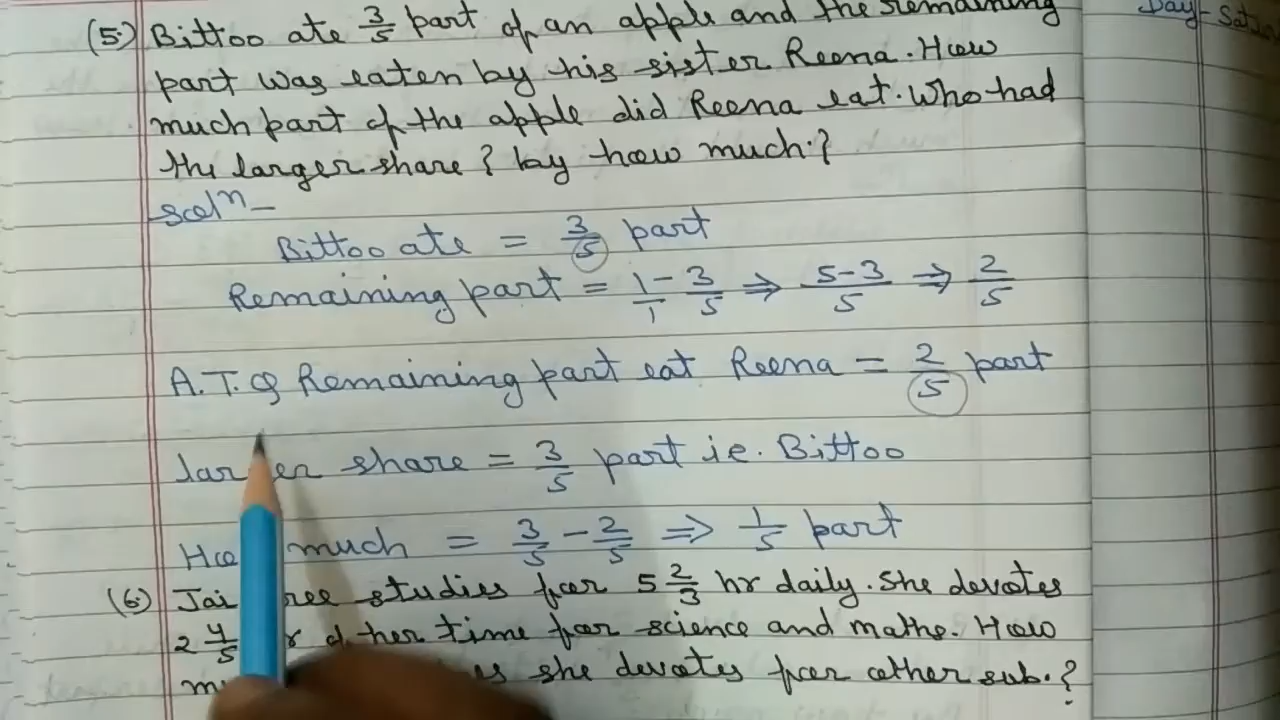 (5.) Bittoo ate 3/5 part of an apple and the remaining
part was eaten by his sister Reena. How
much part of the apple did Reena eat. Who had
the larger share? by how much.?
Solⁿ-
Bittoo ate = 3/5 part
Remaining part = 1/1 - 3/5 ⇒ 5-3/5 ⇒ 2/5
A.T.Q Remaining part eat Reena = 2/5 part
share = 3/5 part i.e. Bittoo
much = 3/5 - 2/5 ⇒ 1/5 part
(6) studies for 5 2/3 hr daily. She devotes
2 4/5 her time for science and maths. How
she devotes for other sub.?
Day - Satur